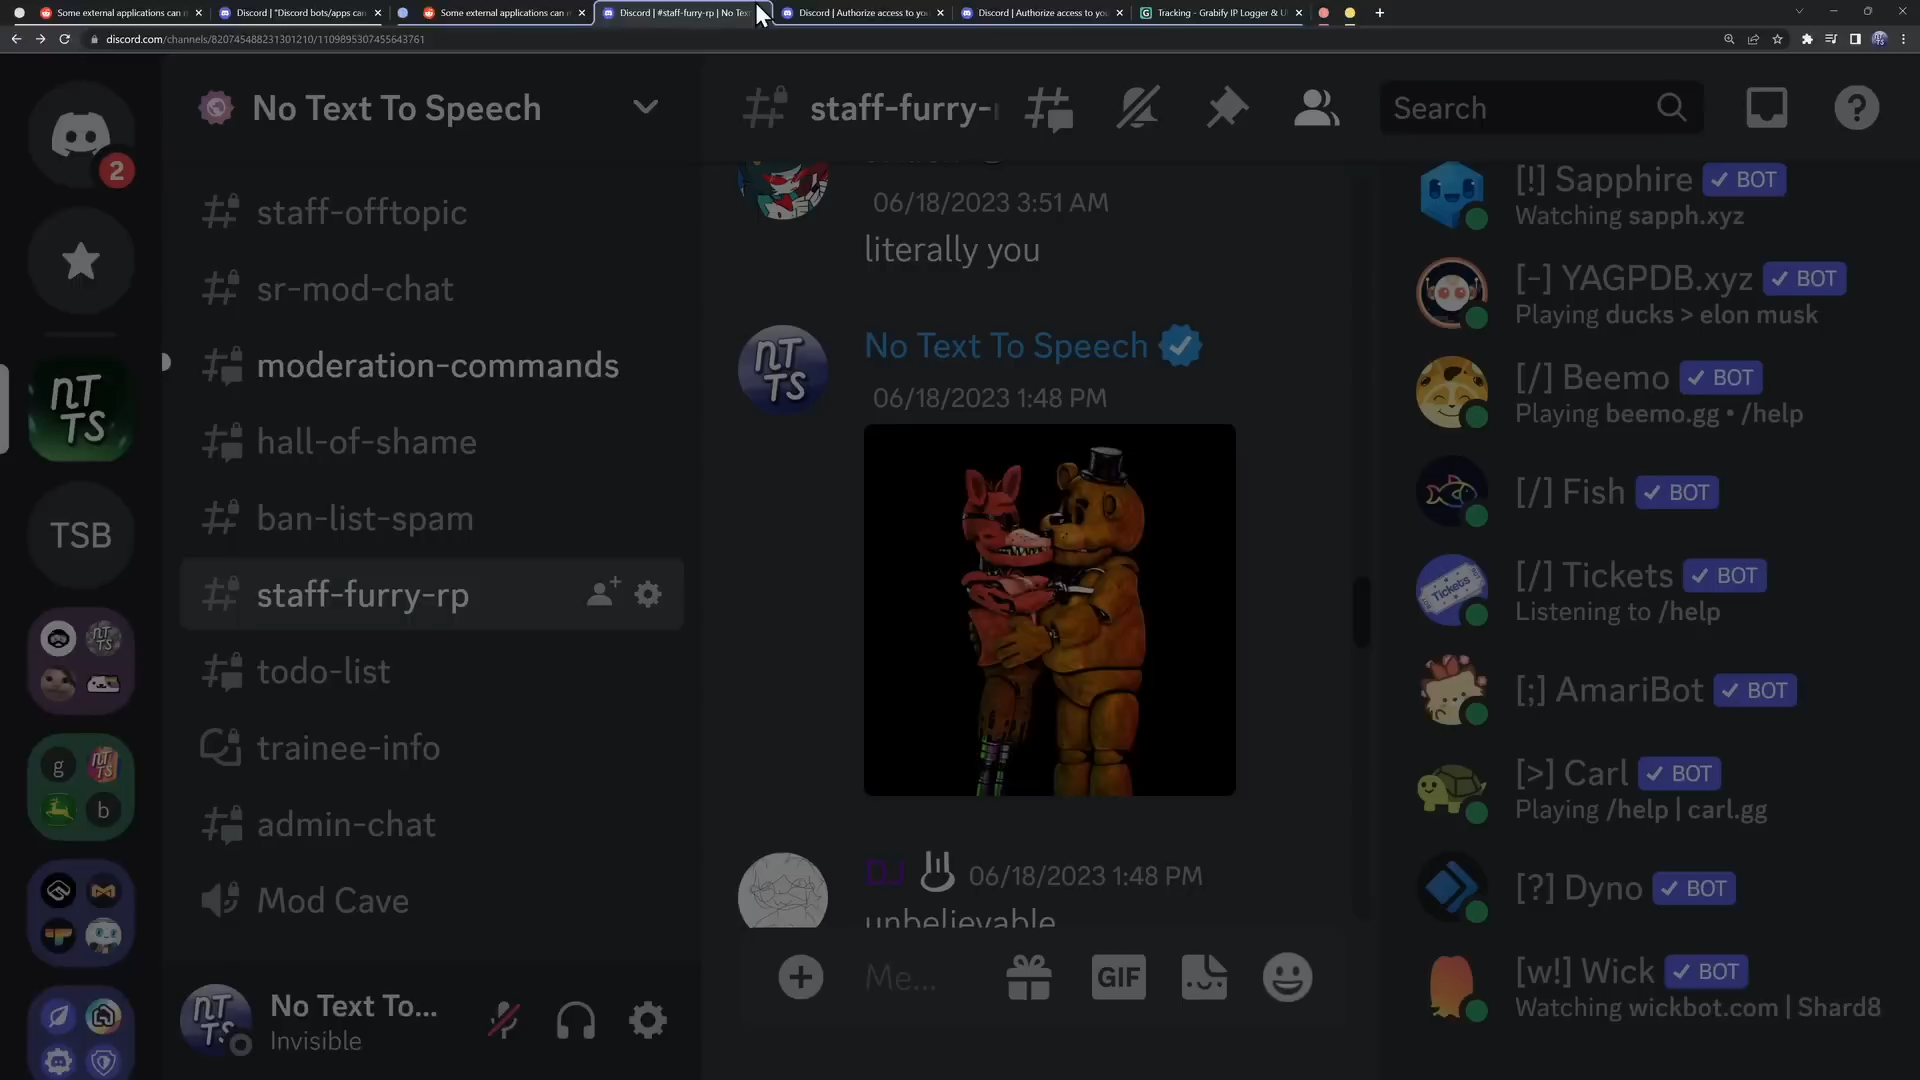 Some external applications can n
Discord | "Discord bots/apps can
Some external applications can n
Discord | #staff-furry-rp | No Tex
Discord | Authorize access to yo
Discord | Authorize access to yo
Tracking - Grabify IP Logger & U
discord.com/channels/820745488231301210/1109895307455643761
2
No Text To Speech
staff-offtopic
sr-mod-chat
moderation-commands
hall-of-shame
ban-list-spam
staff-furry-rp
todo-list
trainee-info
admin-chat
Mod Cave
nT
TS
TSB
g
b
No Text To...
Invisible
staff-furry-
Search
06/18/2023 3:51 AM
literally you
No Text To Speech
06/18/2023 1:48 PM
DJ 06/18/2023 1:48 PM
unbelievable
Me...
GIF
[!] Sapphire ✓ BOT
Watching sapph.xyz
[-] YAGPDB.xyz ✓ BOT
Playing ducks > elon musk
[/] Beemo ✓ BOT
Playing beemo.gg • /help
[/] Fish ✓ BOT
Tickets
[/] Tickets ✓ BOT
Listening to /help
[;] AmariBot ✓ BOT
[>] Carl ✓ BOT
Playing /help | carl.gg
[?] Dyno ✓ BOT
[w!] Wick ✓ BOT
Watching wickbot.com | Shard8